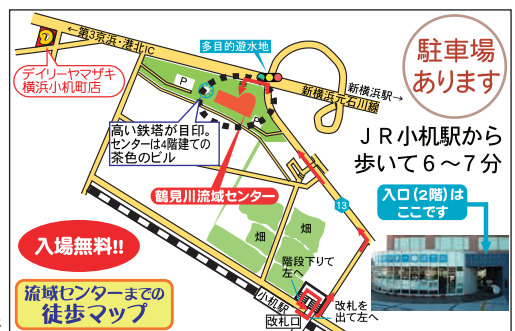 ←第3京浜・港北IC
多目的遊水地
駐車場
あります
デイリーヤマザキ
横浜小机町店
P
新横浜駅→
新横浜元石川線
高い鉄塔が目印。
センターは4階建ての
茶色のビル
P
JR小机駅から
歩いて6～7分
鶴見川流域センター
13
入口(2階)は
ここです
畑
畑
畑
入場無料!!
階段下りて
左へ
流域センターまでの
徒歩マップ
小机駅
改札口
改札を
出て左へ